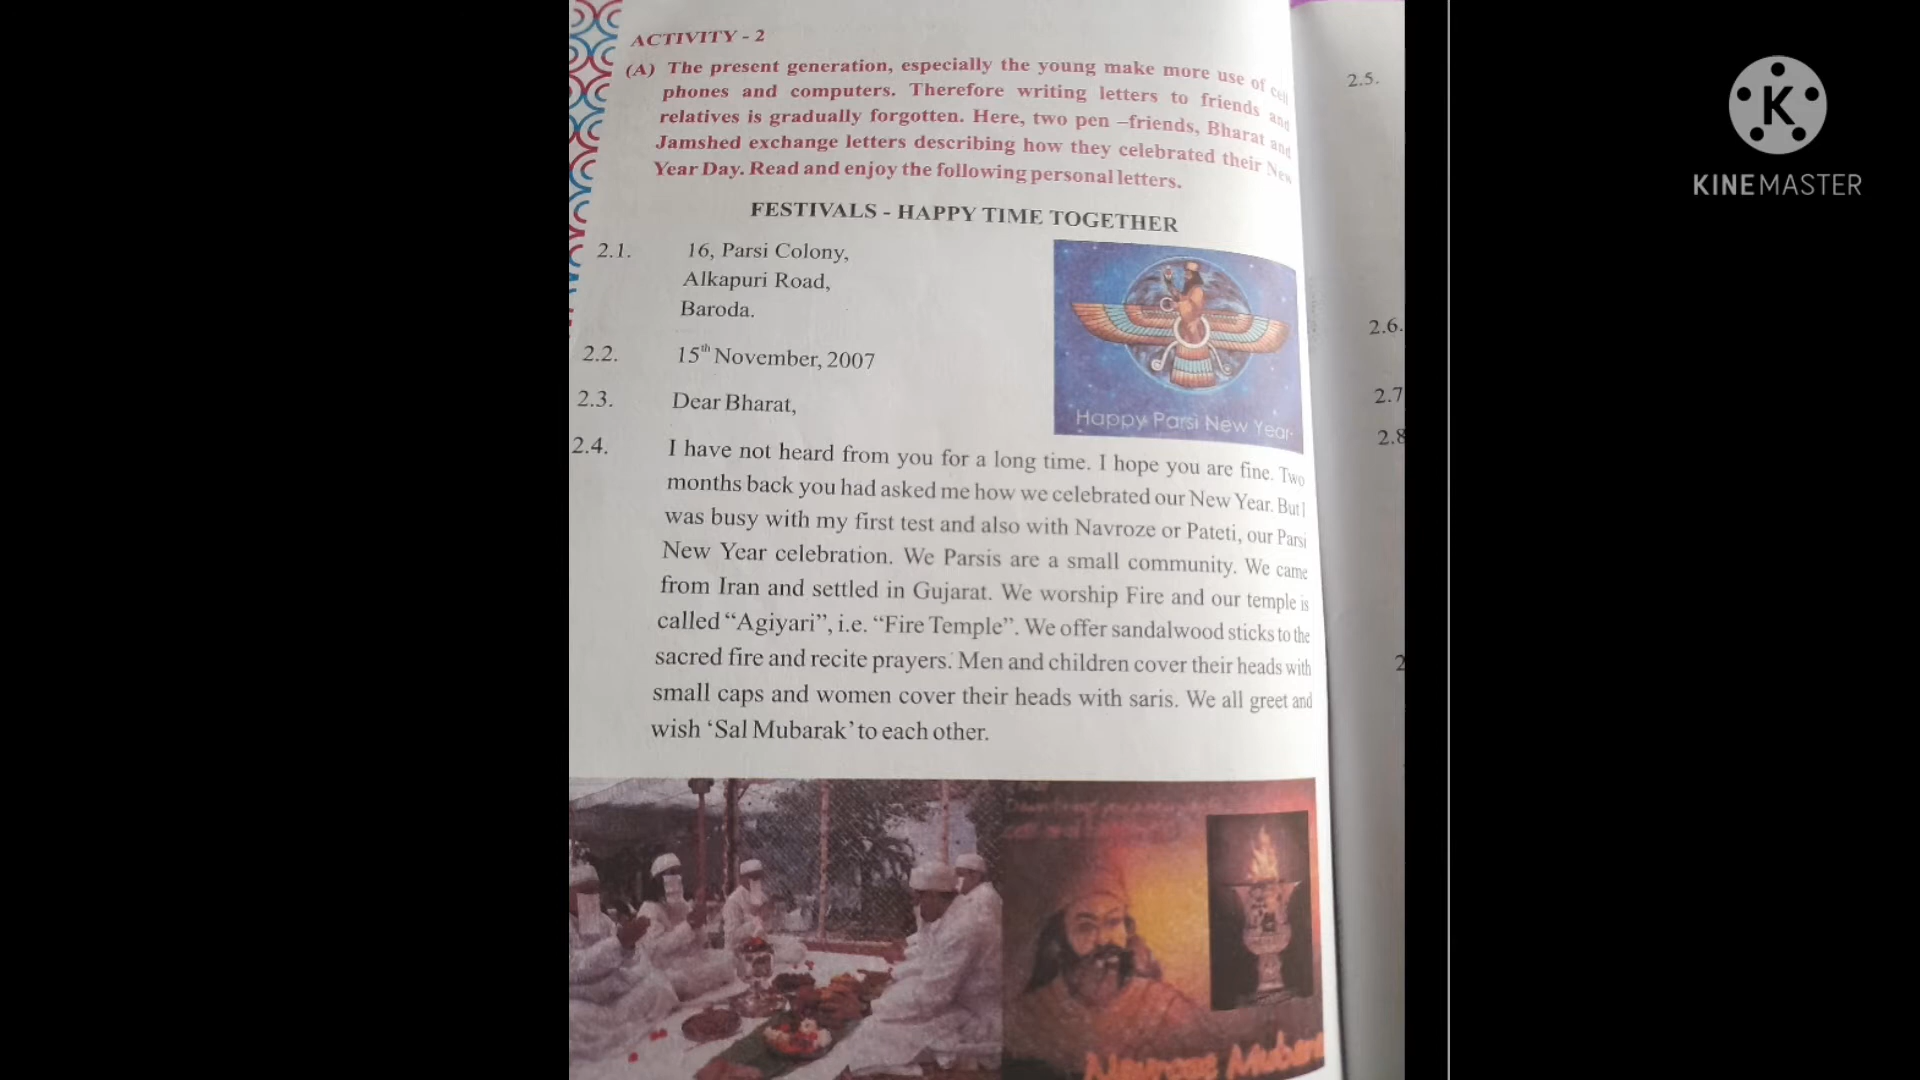 ACTIVITY - 2
(A) The present generation, especially the young make more use of cell
phones and computers. Therefore writing letters to friends and
relatives is gradually forgotten. Here, two pen –friends, Bharat and
Jamshed exchange letters describing how they celebrated their New
Year Day. Read and enjoy the following personal letters.
FESTIVALS - HAPPY TIME TOGETHER
2.1. 16, Parsi Colony,
Alkapuri Road,
Baroda.
2.2. 15th November, 2007
2.3. Dear Bharat,
Happy Parsi New Year
2.4. I have not heard from you for a long time. I hope you are fine. Two
months back you had asked me how we celebrated our New Year. But I
was busy with my first test and also with Navroze or Pateti, our Parsi
New Year celebration. We Parsis are a small community. We came
from Iran and settled in Gujarat. We worship Fire and our temple is
called “Agiyari”, i.e. “Fire Temple”. We offer sandalwood sticks to the
sacred fire and recite prayers. Men and children cover their heads with
small caps and women cover their heads with saris. We all greet and
wish ‘Sal Mubarak’ to each other.
2.5.
2.6.
2.7
2.8
2
K
KINEMASTER